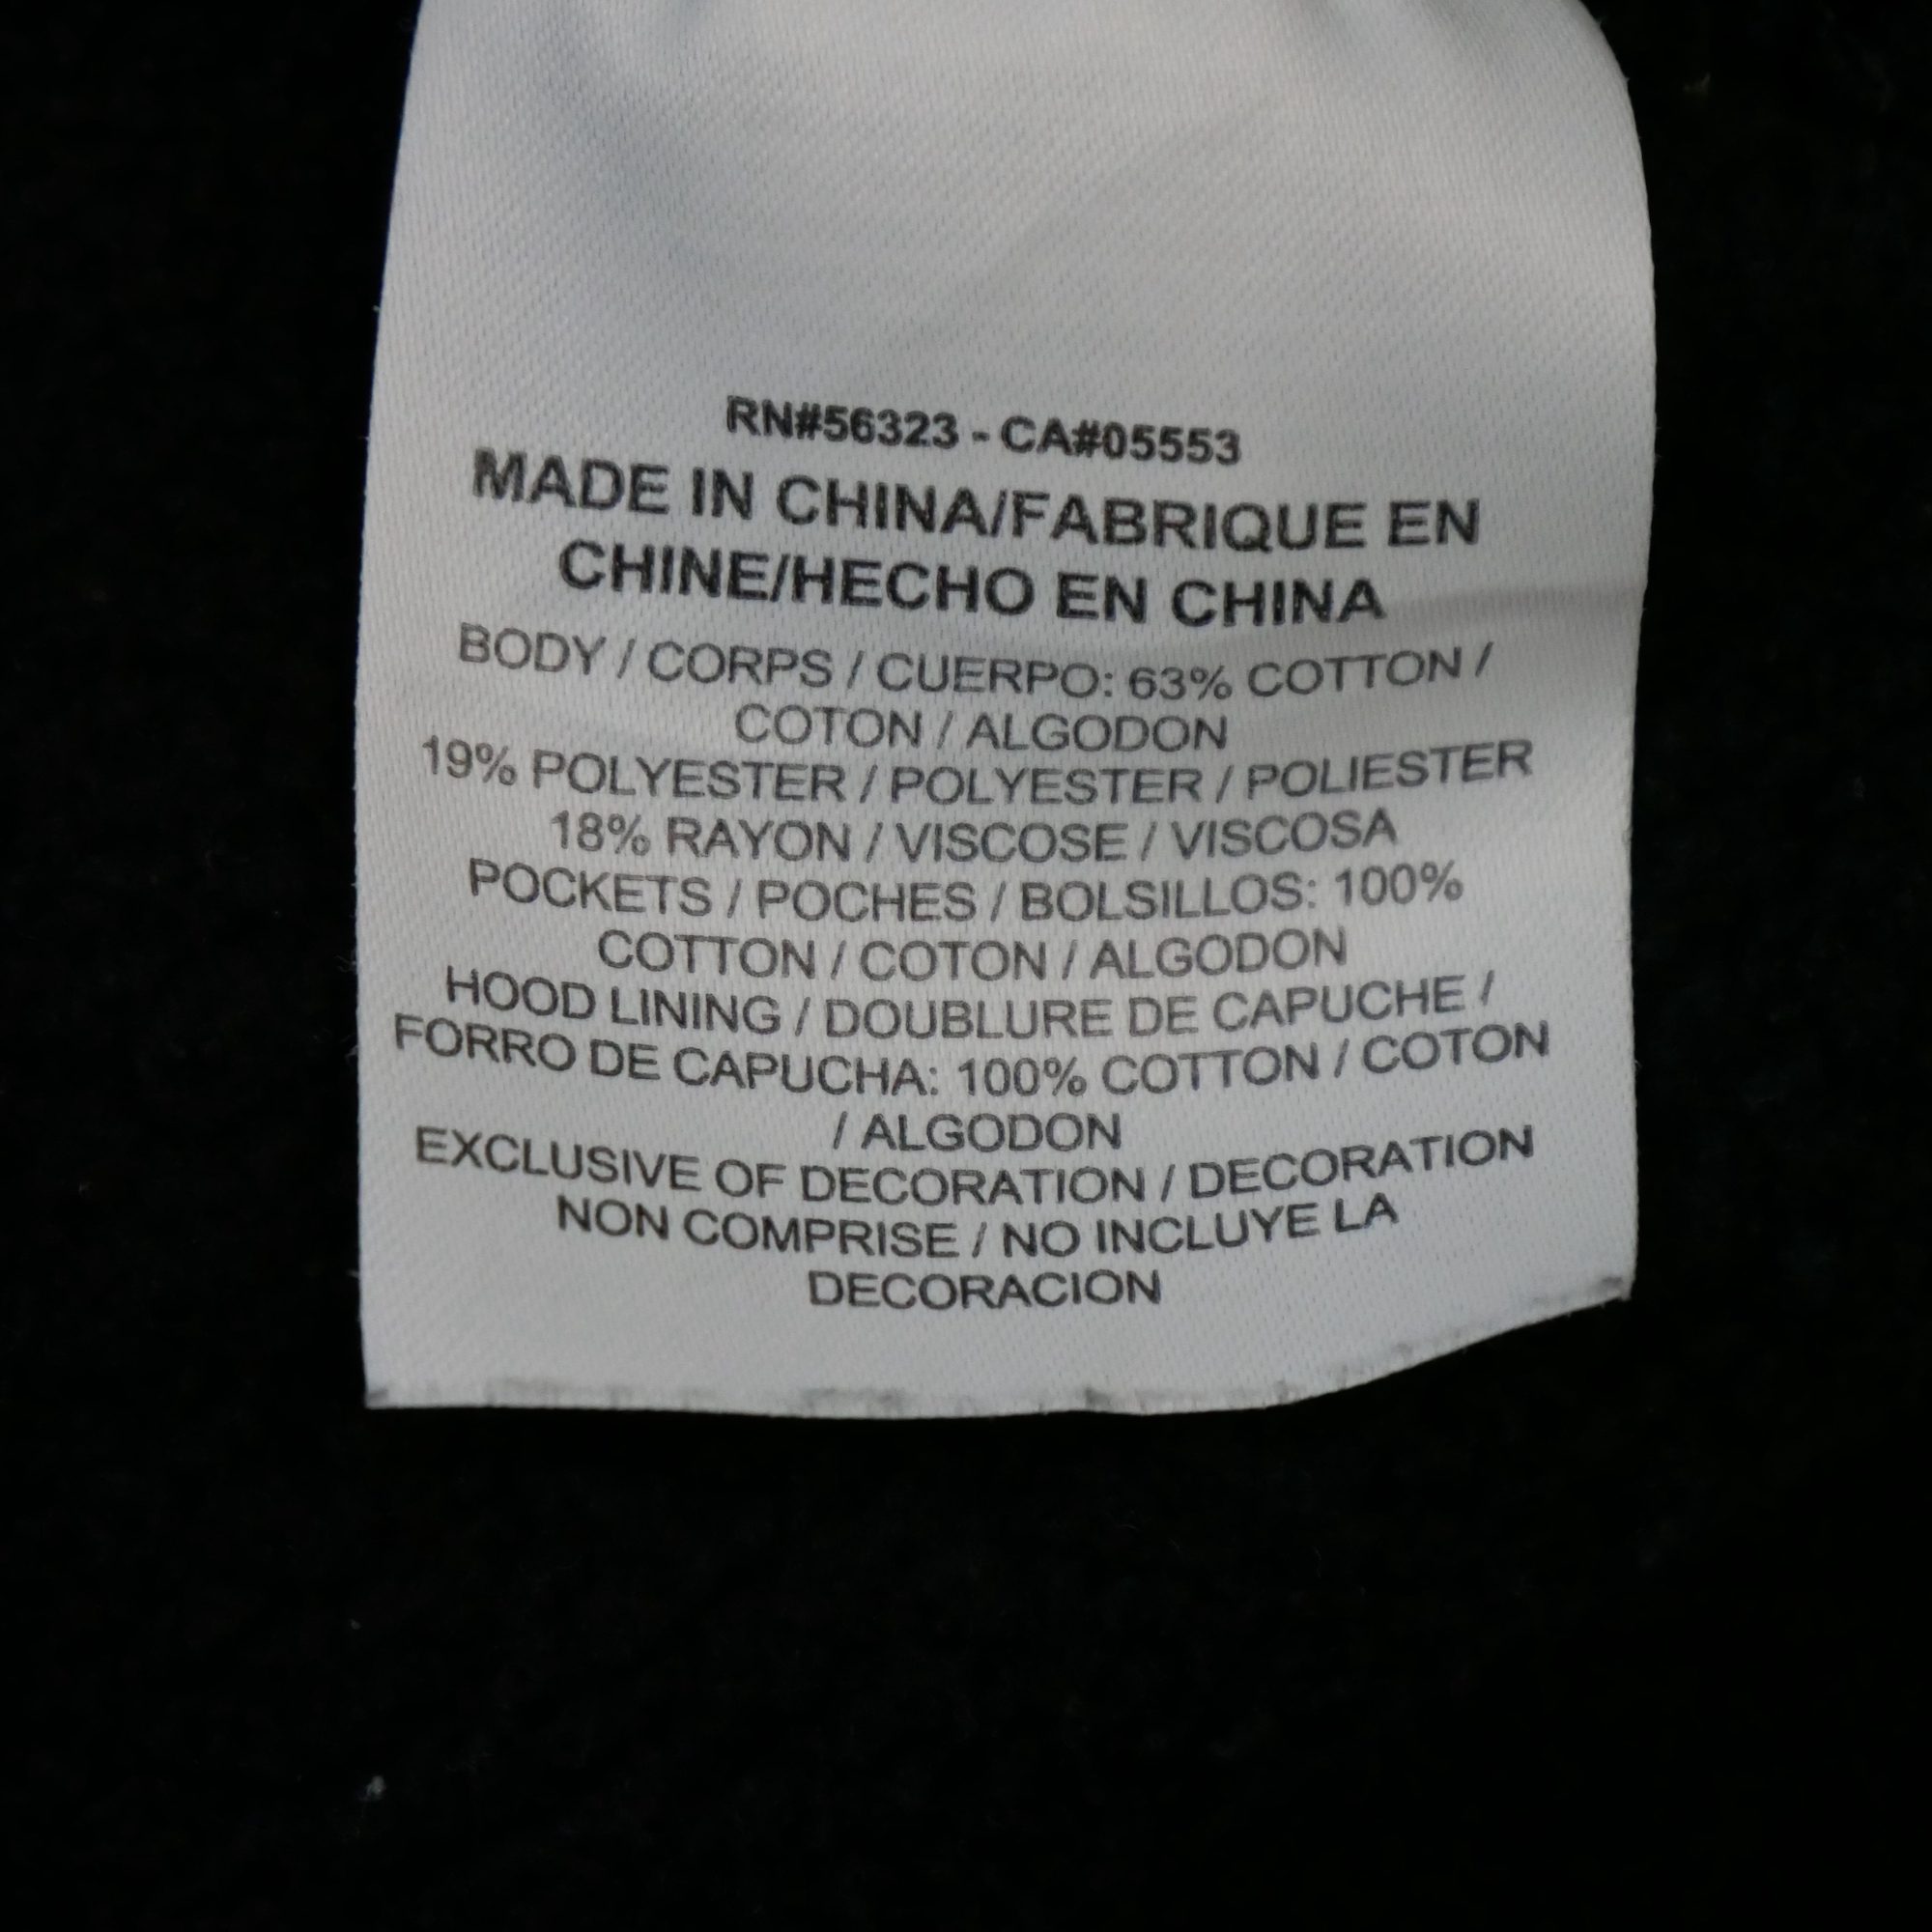 RN#56323 - CA#05553
MADE IN CHINA/FABRIQUE EN
CHINE/HECHO EN CHINA
BODY / CORPS / CUERPO: 63% COTTON /
COTON / ALGODON
19% POLYESTER / POLYESTER / POLIESTER
18% RAYON / VISCOSE / VISCOSA
POCKETS / POCHES / BOLSILLOS: 100%
COTTON / COTON / ALGODON
HOOD LINING / DOUBLURE DE CAPUCHE /
FORRO DE CAPUCHA: 100% COTTON / COTON
/ ALGODON
EXCLUSIVE OF DECORATION / DECORATION
NON COMPRISE / NO INCLUYE LA
DECORACION